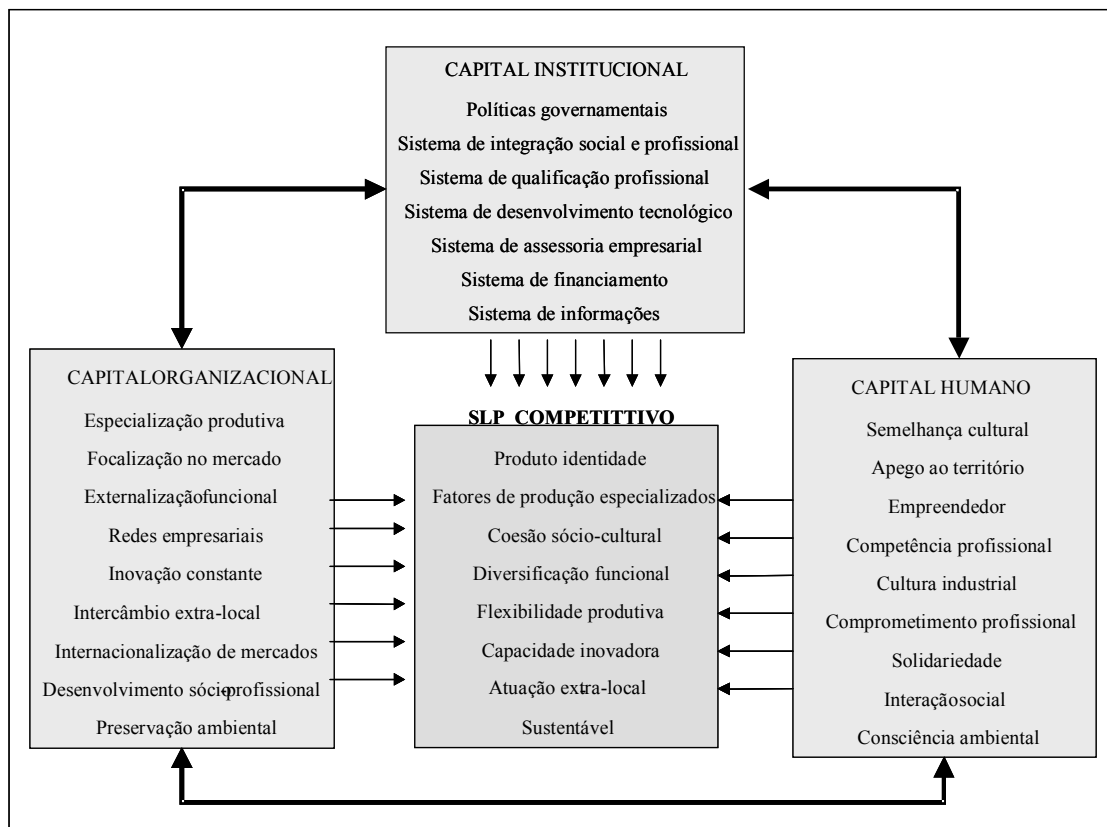 CAPITAL INSTITUCIONAL
Políticas governamentais
Sistema de integração social e profissional
Sistema de qualificação profissional
Sistema de desenvolvimento tecnológico
Sistema de assessoria empresarial
Sistema de financiamento
Sistema de informações
CAPITALORGANIZACIONAL
Especialização produtiva
Focalização no mercado
Externalizaçãofuncional
Redes empresariais
Inovação constante
Intercâmbio extra-local
Internacionalização de mercados
Desenvolvimento sócio-profissional
Preservação ambiental
SLP COMPETITTIVO
Produto identidade
Fatores de produção especializados
Coesão sócio-cultural
Diversificação funcional
Flexibilidade produtiva
Capacidade inovadora
Atuação extra-local
Sustentável
CAPITAL HUMANO
Semelhança cultural
Apego ao território
Empreendedor
Competência profissional
Cultura industrial
Comprometimento profissional
Solidariedade
Interaçãosocial
Consciência ambiental